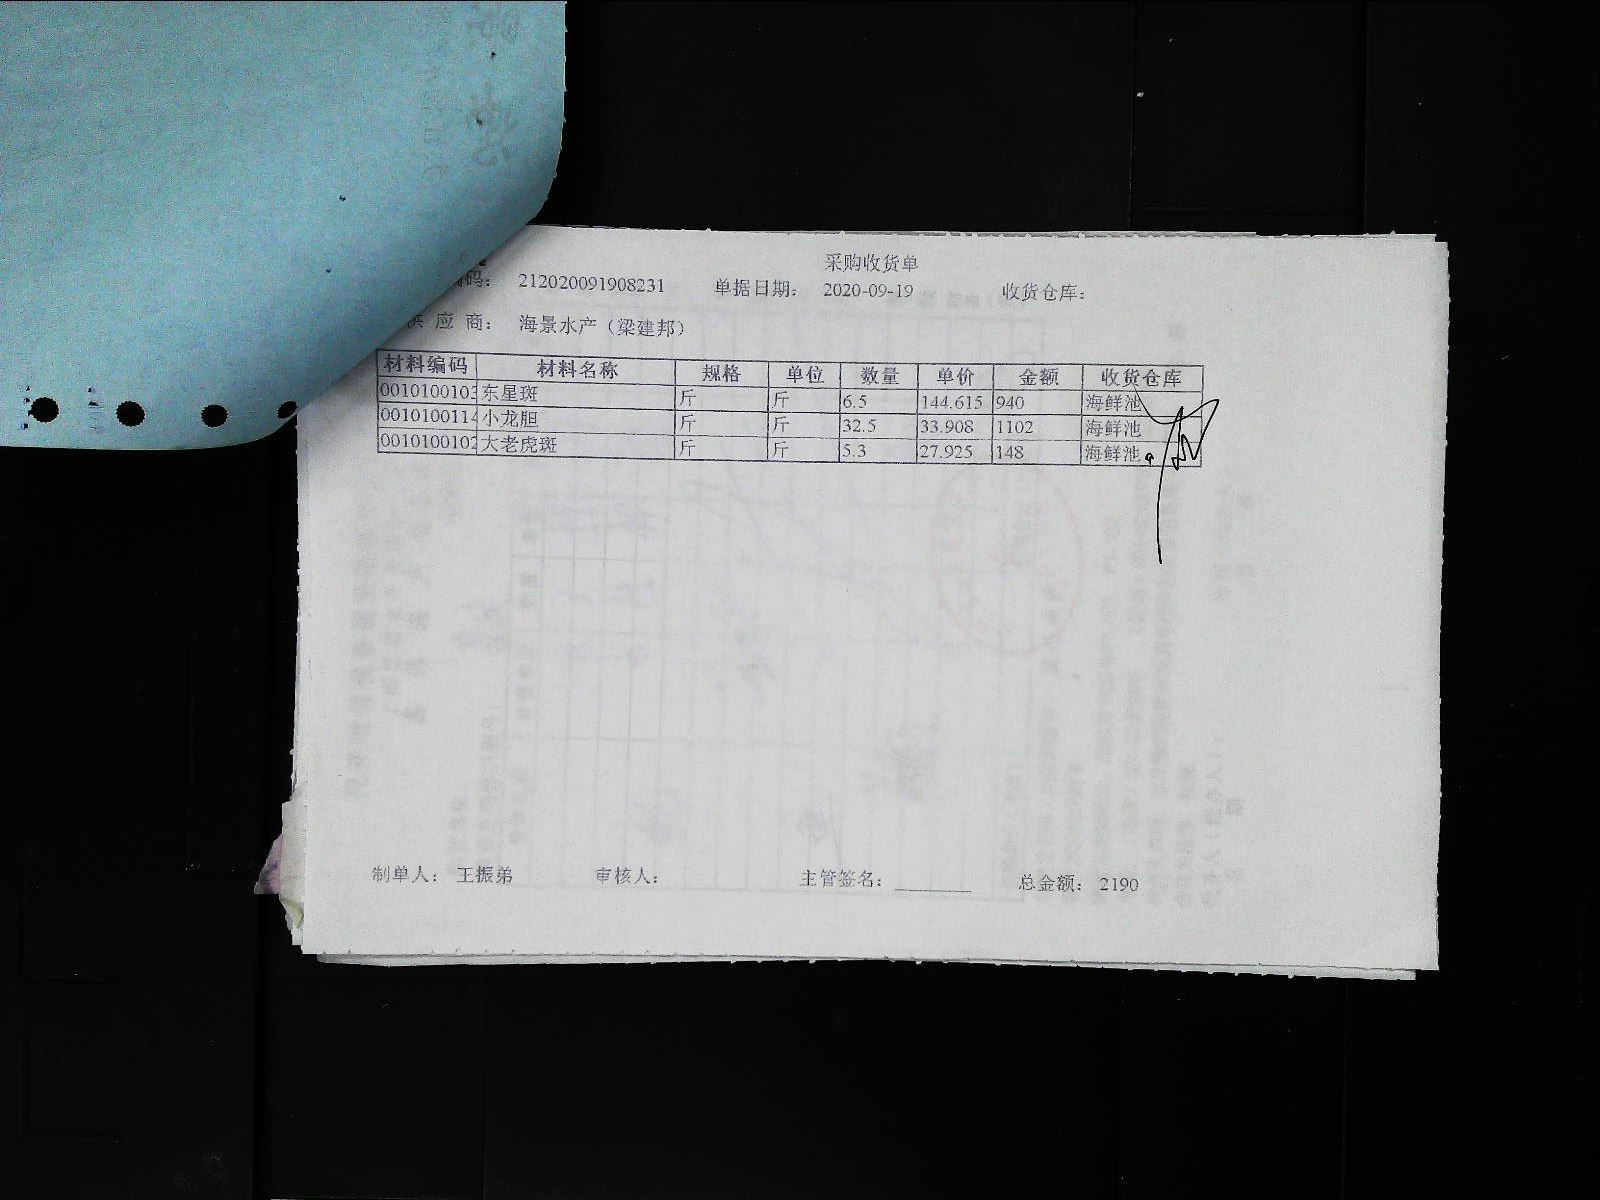 采购收货单
码： 212020091908231 单据日期： 2020-09-19 收货仓库：
供 应 商： 海景水产（梁建邦）
材料编码 材料名称 规格 单位 数量 单价 金额 收货仓库
0010100103 东星斑 斤 斤 6.5 144.615 940 海鲜池
0010100114 小龙胆 斤 斤 32.5 33.908 1102 海鲜池
0010100102 大老虎斑 斤 斤 5.3 27.925 148 海鲜池
制单人： 王振弟 审核人： 主管签名： 总金额： 2190